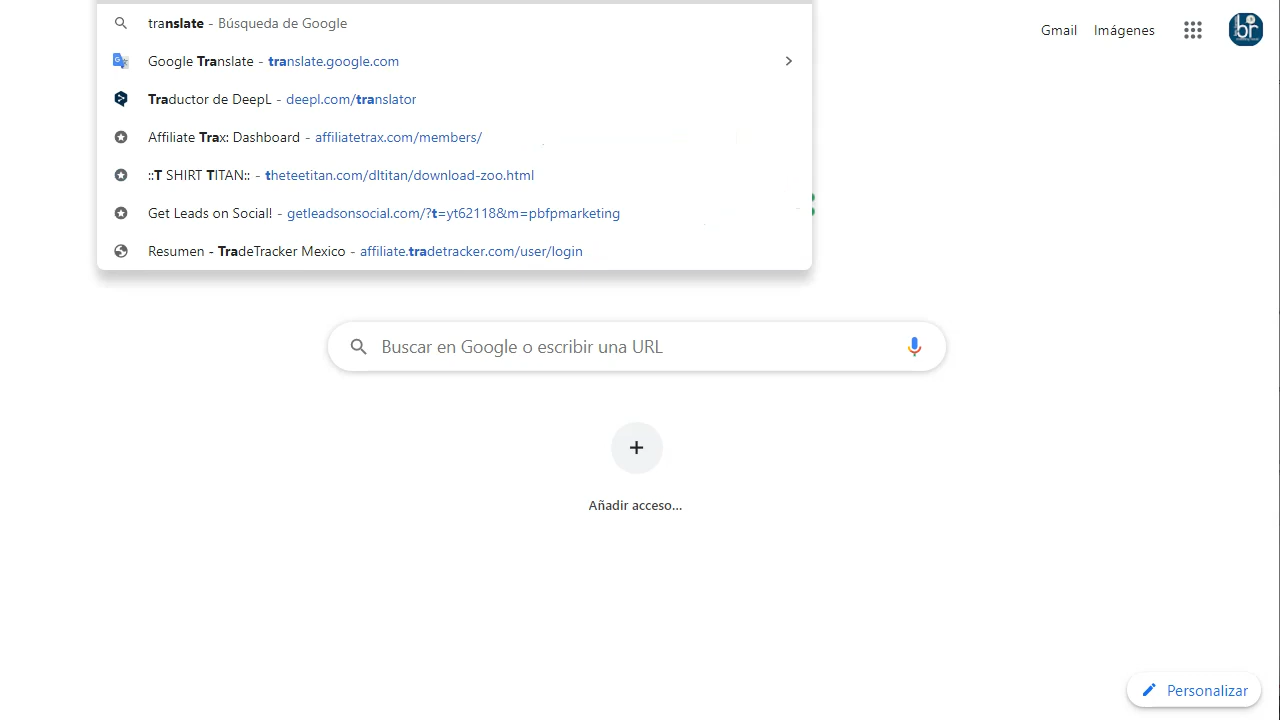 translate - Búsqueda de Google
Gmail
Imágenes
br
Google Translate - translate.google.com
Traductor de DeepL - deepl.com/translator
Affiliate Trax: Dashboard - affiliatetrax.com/members/
::T SHIRT TITAN:: - theteetitan.com/dltitan/download-zoo.html
Get Leads on Social! - getleadsonsocial.com/?t=yt62118&m=pbfpmarketing
Resumen - TradeTracker Mexico - affiliate.tradetracker.com/user/login
Buscar en Google o escribir una URL
Añadir acceso...
Personalizar